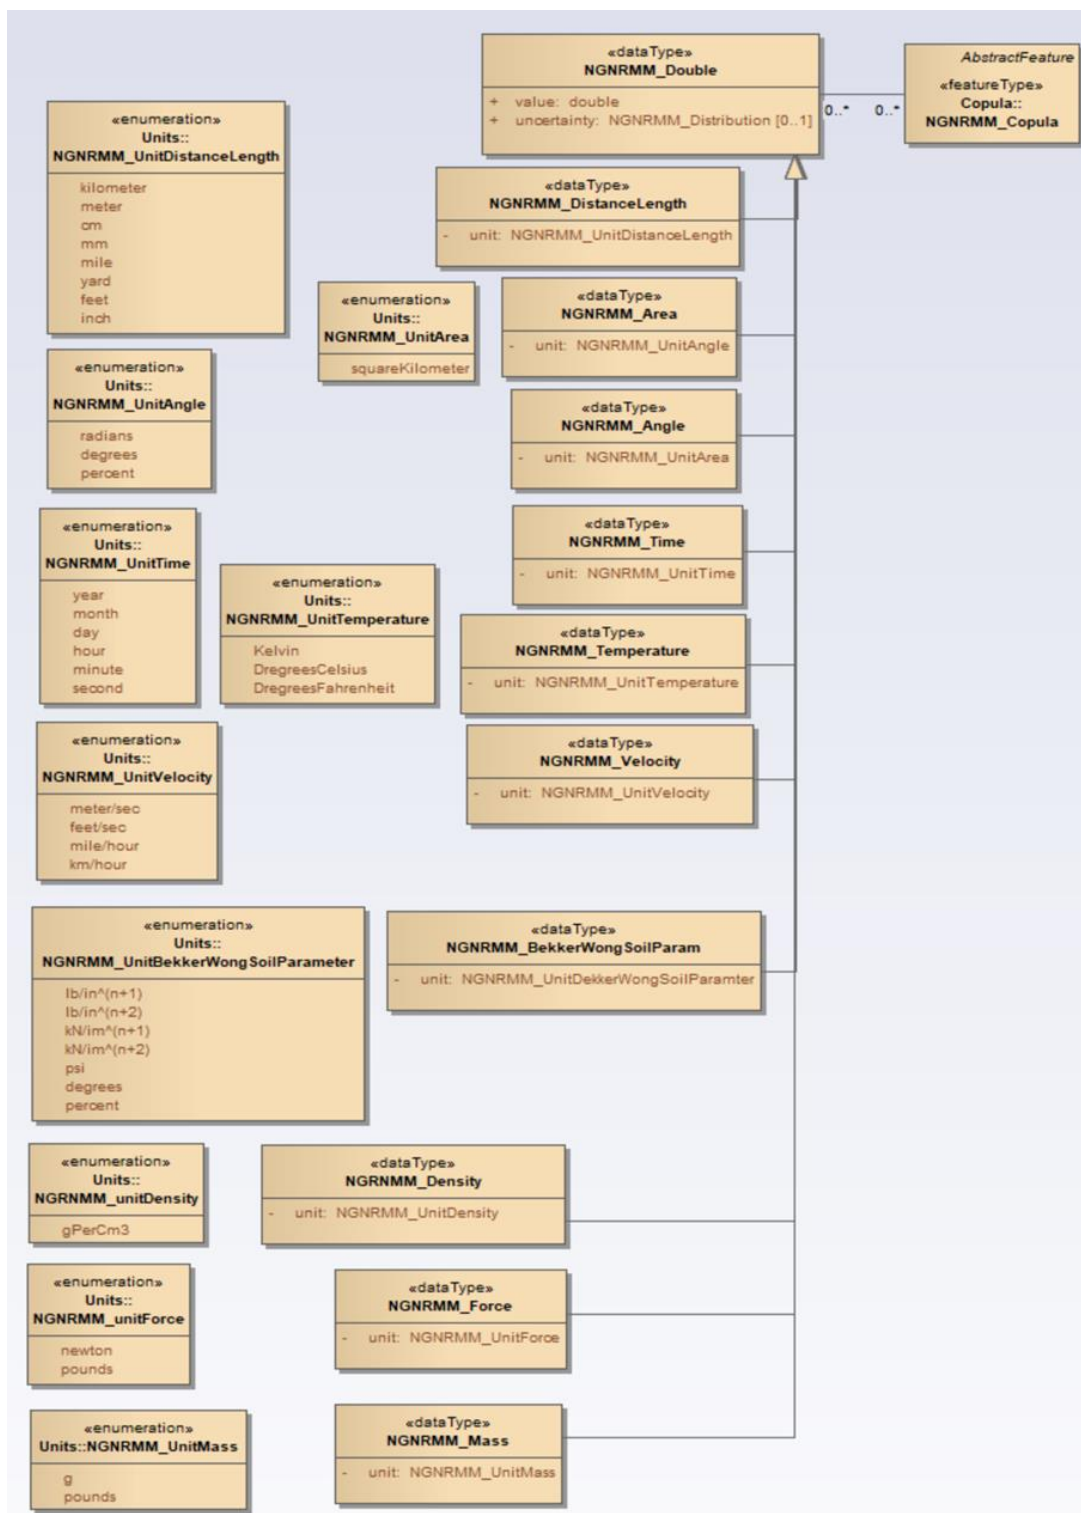 «dataType»
NGNRMM_Double
+ value: double
+ uncertainty: NGNRMM_Distribution [0..1]
0..*
0..*
AbstractFeature
«featureType»
Copula::
NGNRMM_Copula
«enumeration»
Units::
NGNRMM_UnitDistanceLength
kilometer
meter
cm
mm
mile
yard
feet
inch
«dataType»
NGNRMM_DistanceLength
- unit: NGNRMM_UnitDistanceLength
«enumeration»
Units::
NGNRMM_UnitArea
squareKilometer
«dataType»
NGNRMM_Area
- unit: NGNRMM_UnitAngle
«enumeration»
Units::
NGNRMM_UnitAngle
radians
degrees
percent
«dataType»
NGNRMM_Angle
- unit: NGNRMM_UnitArea
«enumeration»
Units::
NGNRMM_UnitTime
year
month
day
hour
minute
second
«dataType»
NGNRMM_Time
- unit: NGNRMM_UnitTime
«enumeration»
Units::
NGNRMM_UnitTemperature
Kelvin
DregreesCelsius
DregreesFahrenheit
«dataType»
NGNRMM_Temperature
- unit: NGNRMM_UnitTemperature
«enumeration»
Units::
NGNRMM_UnitVelocity
meter/sec
feet/sec
mile/hour
km/hour
«dataType»
NGNRMM_Velocity
- unit: NGNRMM_UnitVelocity
«enumeration»
Units::
NGNRMM_UnitBekkerWongSoilParameter
lb/in^(n+1)
lb/in^(n+2)
kN/im^(n+1)
kN/im^(n+2)
psi
degrees
percent
«dataType»
NGNRMM_BekkerWongSoilParam
- unit: NGNRMM_UnitDekkerWongSoilParamter
«enumeration»
Units::
NGRNMM_unitDensity
gPerCm3
«dataType»
NGRNMM_Density
- unit: NGNRMM_UnitDensity
«enumeration»
Units::
NGNRMM_unitForce
newton
pounds
«dataType»
NGNRMM_Force
- unit: NGNRMM_UnitForce
«enumeration»
Units::NGNRMM_UnitMass
g
pounds
«dataType»
NGNRMM_Mass
- unit: NGNRMM_UnitMass